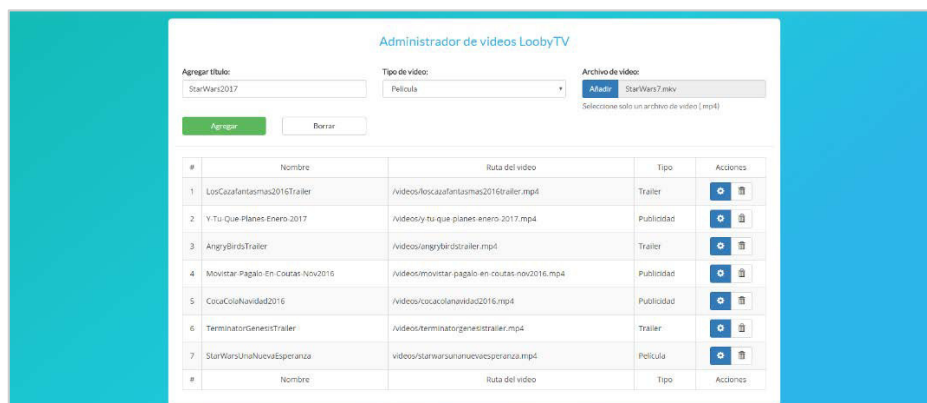 Administrador de videos LoobyTV
Agregar título: Tipo de video: Archivo de video:
StarWars2017 Película Añadir StarWars7.mkv
Seleccione solo un archivo de video (.mp4)
Agregar Borrar
# Nombre Ruta del video Tipo Acciones
1 LosCazafantasmas2016Trailer /videos/loscazafantasmas2016trailer.mp4 Trailer
2 Y-Tu-Que-Planes-Enero-2017 /videos/y-tu-que-planes-enero-2017.mp4 Publicidad
3 AngryBirdsTrailer /videos/angrybirdstrailer.mp4 Trailer
4 Movistar-Pagalo-En-Coutas-Nov2016 /videos/movistar-pagalo-en-coutas-nov2016.mp4 Publicidad
5 CocaColaNavidad2016 /videos/cocacolanavidad2016.mp4 Publicidad
6 TerminatorGenesisTrailer /videos/terminatorgenesistrailer.mp4 Trailer
7 StarWarsUnaNuevaEsperanza videos/starwarsunanuevaesperanza.mp4 Película
# Nombre Ruta del video Tipo Acciones